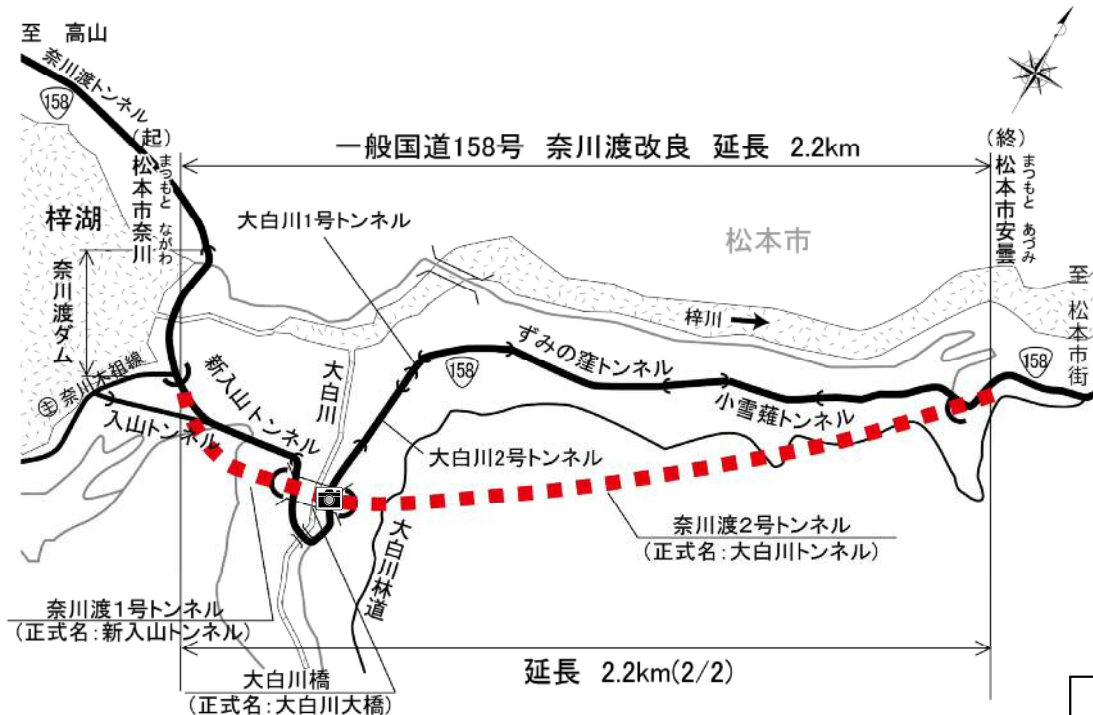 至 高山
奈川渡トンネル
158
(起)
松本市奈川
まつもと ながわ
一般国道158号 奈川渡改良 延長 2.2km
(終)
松本市安曇
まつもと あづみ
梓湖
奈川渡ダム
大白川1号トンネル
松本市
至 松本市街
梓川
ずみの窪トンネル
158
158
主 奈川木祖線
新入山トンネル
大白川
入山トンネル
小雪薙トンネル
大白川2号トンネル
大白川林道
奈川渡2号トンネル
(正式名:大白川トンネル)
奈川渡1号トンネル
(正式名:新入山トンネル)
大白川橋
(正式名:大白川大橋)
延長 2.2km(2/2)